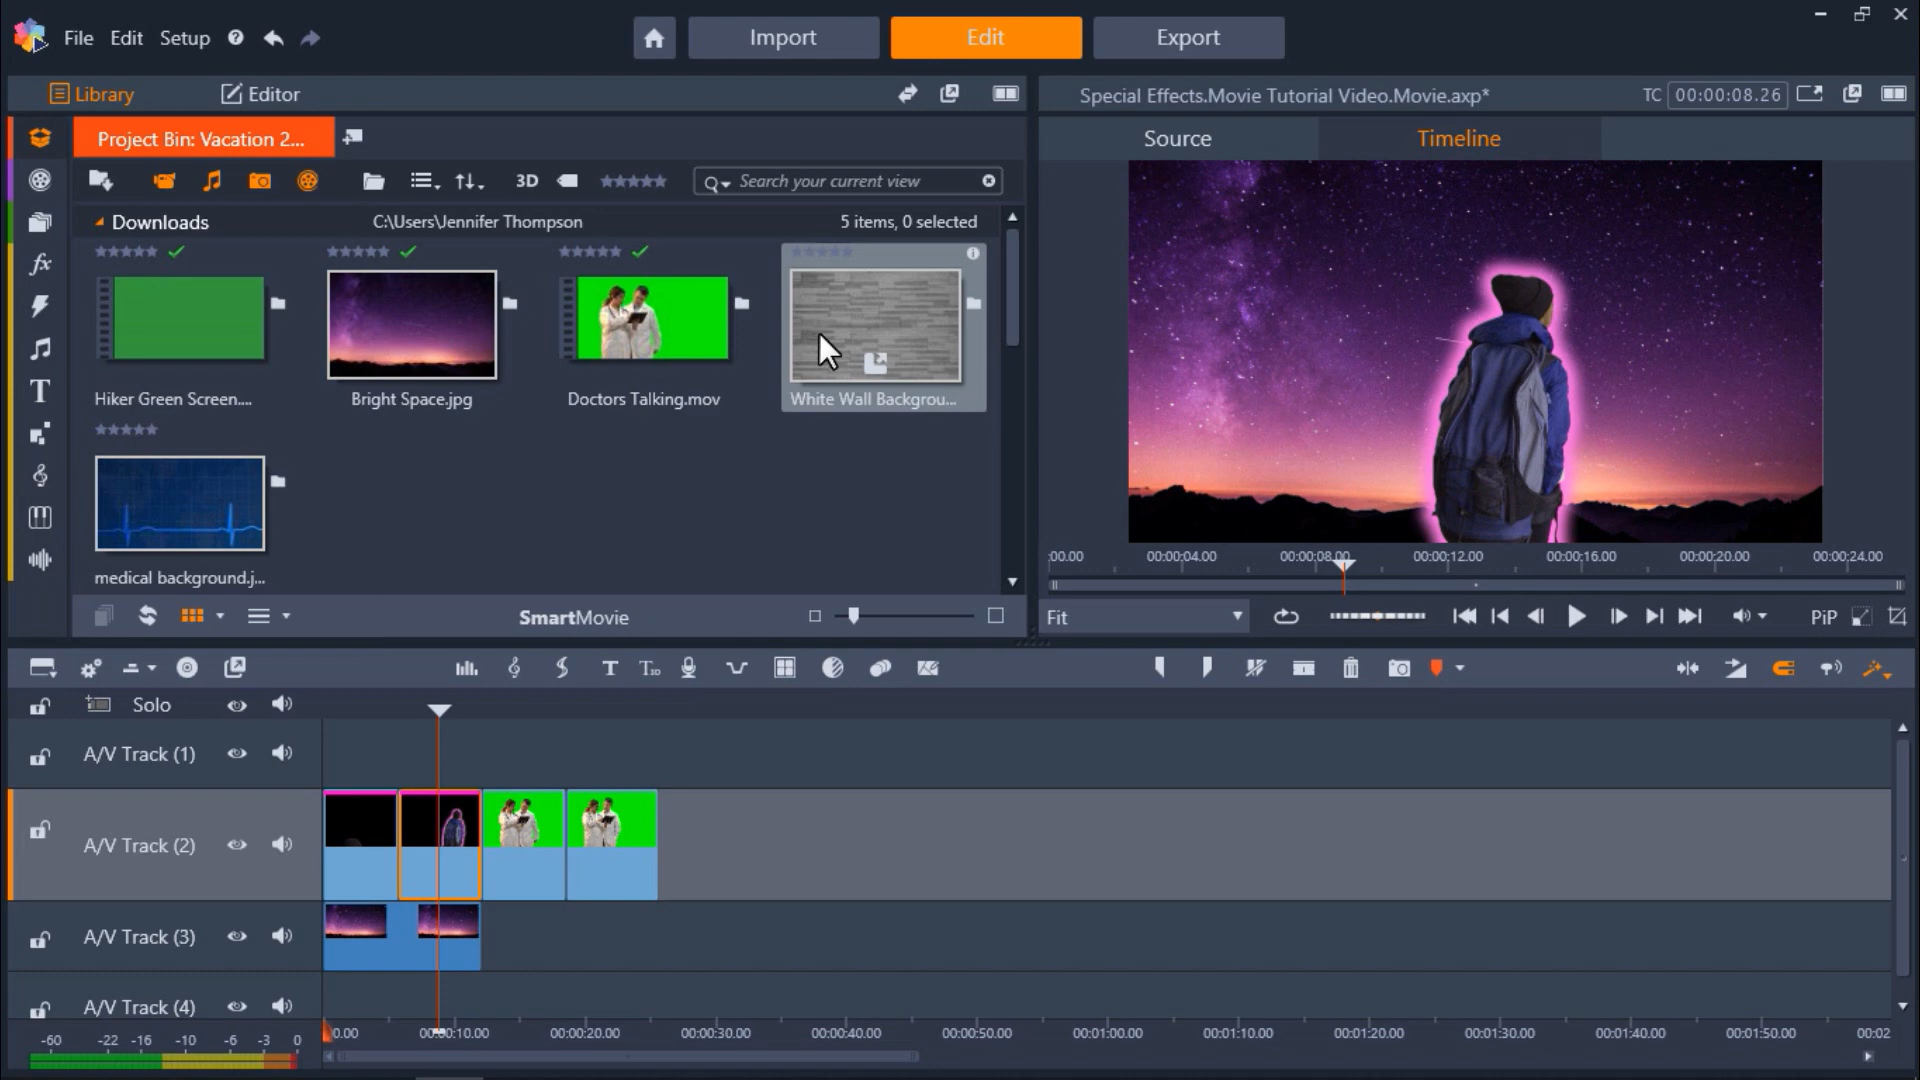 File Edit Setup
Import Edit Export
Library Editor
Special Effects.Movie Tutorial Video.Movie.axp* TC 00:00:08.26
Project Bin: Vacation 2...
Source Timeline
3D Search your current view
Downloads C:\Users\Jennifer Thompson 5 items, 0 selected
Hiker Green Screen.... Bright Space.jpg Doctors Talking.mov White Wall Backgrou...
medical background.j...
:00.00 00:00:04.00 00:00:08.00 00:00:12.00 00:00:16.00 00:00:20.00 00:00:24.00
SmartMovie
Fit PiP
Solo
A/V Track (1)
A/V Track (2)
A/V Track (3)
A/V Track (4)
0.00 00:00:10.00 00:00:20.00 00:00:30.00 00:00:40.00 00:00:50.00 00:01:00.00 00:01:10.00 00:01:20.00 00:01:30.00 00:01:40.00 00:01:50.00 00:02
-60 -22 -16 -10 -6 -3 0